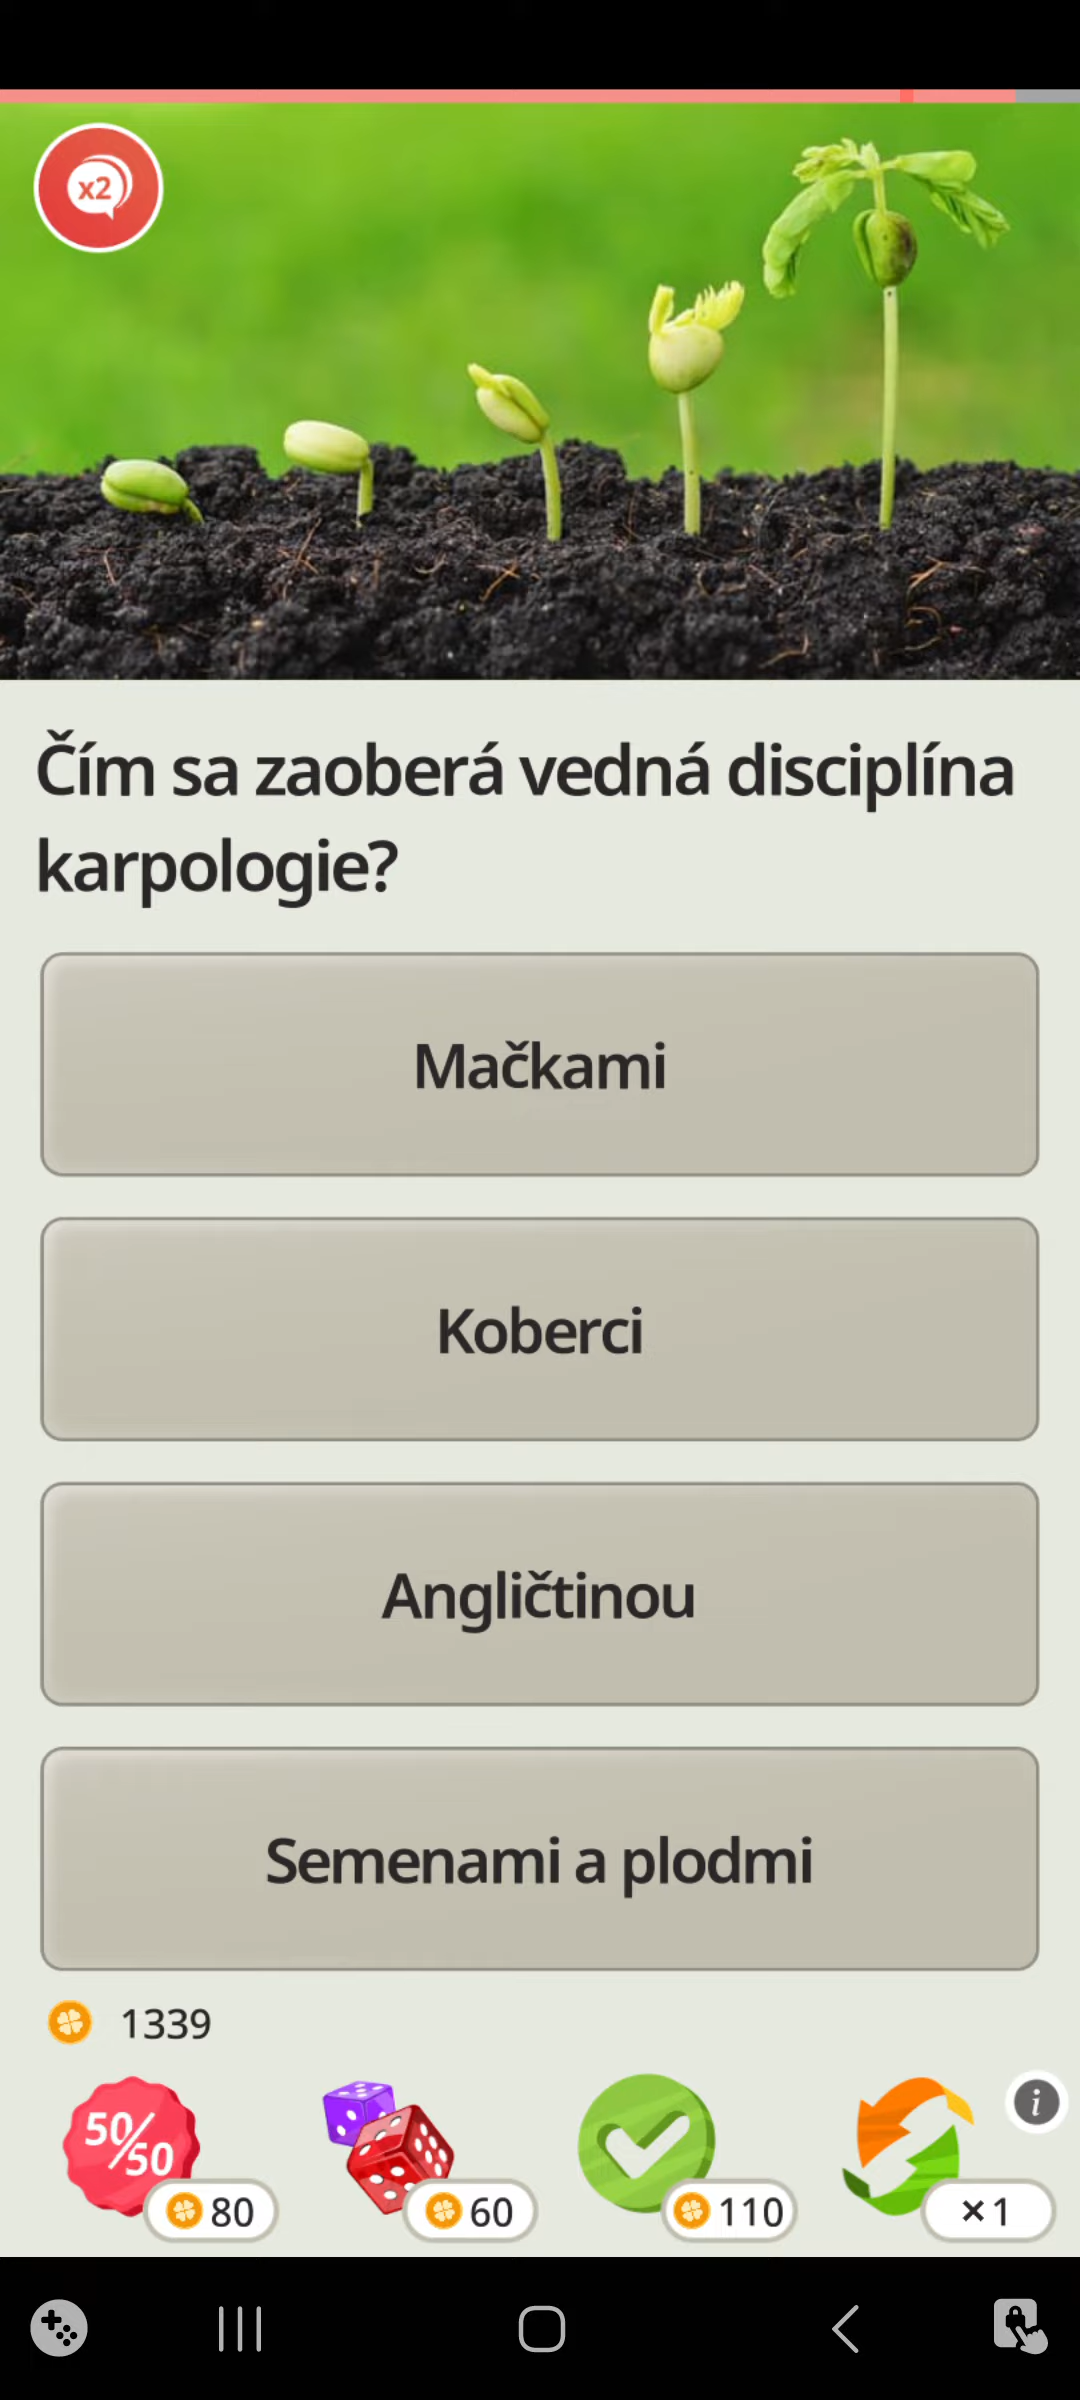 x2
Čím sa zaoberá vedná disciplína
karpologie?
Mačkami
Koberci
Angličtinou
Semenami a plodmi
1339
50/50
80
60
110
×1
i